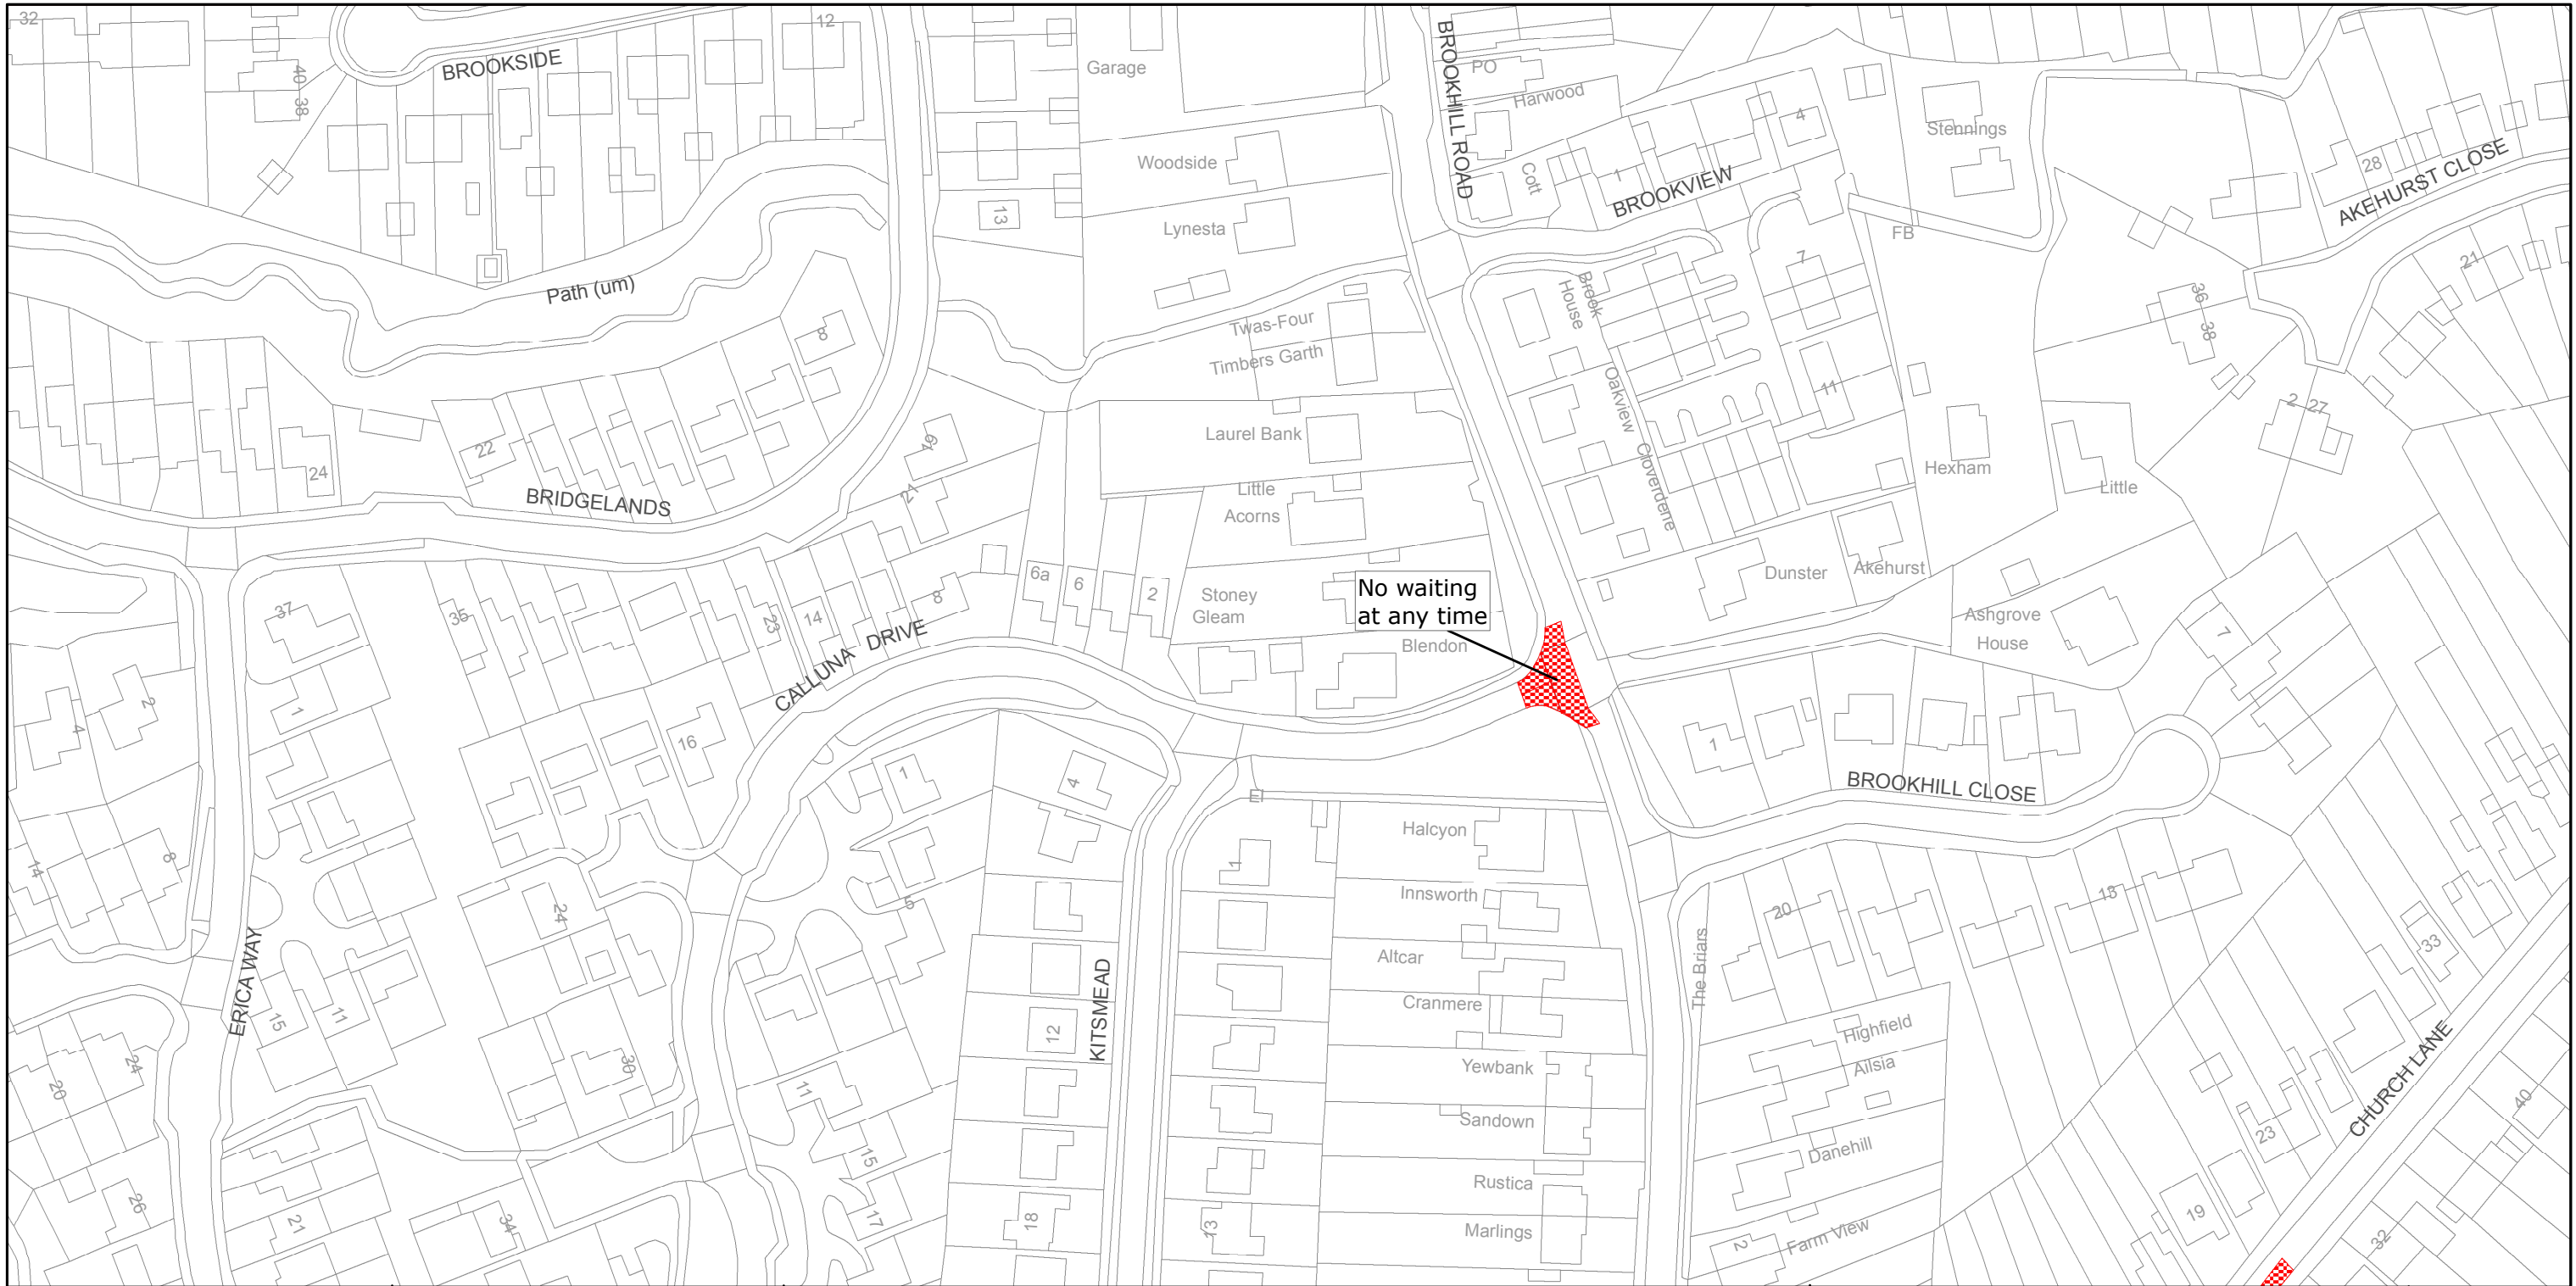 32
BROOKSIDE
12
40
38
Garage
BROOKHILL ROAD
PO
Harwood
Cott
1
BROOKVIEW
4
Stennings
28
AKEHURST CLOSE
Woodside
Lynesta
13
FB
Path (um)
8
Brook
House
7
36
38
21
Twas-Four
Timbers Garth
Oakview
Cloverdene
11
2
27
22
24
19
21
Laurel Bank
Little
Acorns
Hexham
Little
BRIDGELANDS
Dunster
Akehurst
6a
6
2
Stoney
Gleam
No waiting
at any time
Blendon
Ashgrove
House
7
37
35
23
14
8
CALLUNA DRIVE
4
2
1
16
1
4
El
1
BROOKHILL CLOSE
14
8
24
5
1
Halcyon
Innsworth
Altcar
Cranmere
Yewbank
Sandown
Rustica
Marlings
The Briars
20
13
33
Highfield
Ailsia
Danehill
Farm View
2
ERICA WAY
15
11
20
24
30
11
12
KITSMEAD
CHURCH LANE
40
26
21
34
15
17
18
13
23
19
32